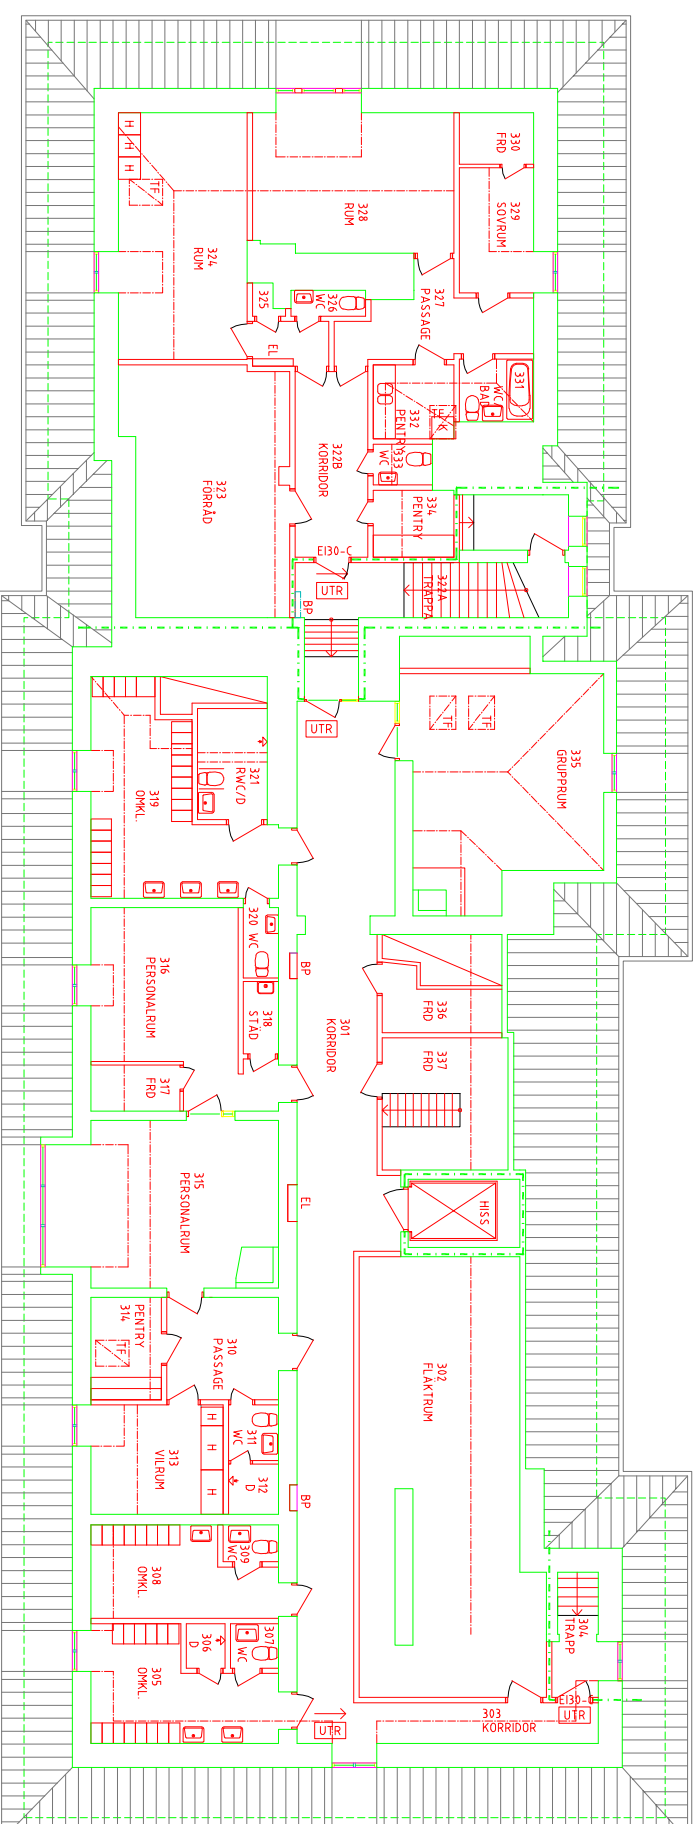 H
H
H
TF
330
FRD
329
SOVRUM
328
RUM
324
RUM
327
PASSAGE
325
326
WC
EL
331
WC/
BAD
332
PENTRY
TF
K
333
WC
322B
KORRIDOR
323
FÖRRÅD
334
PENTRY
EI30-C
UTR
322A
TRAPPA
BP
UTR
TF
TF
335
GRUPPRUM
321
RWC/D
319
OMKL.
320 WC
316
PERSONALRUM
BP
318
STÄD
336
FRD
301
KORRIDOR
317
FRD
337
FRD
315
PERSONALRUM
EL
HISS
314
PENTRY
TF
310
PASSAGE
302
FLÄKTRUM
313
VILRUM
H
H
H
311
WC
312
D
BP
309
WC
308
OMKL.
307
WC
306
D
305
OMKL.
304
TRAPP
EI30-C
UTR
303
KORRIDOR
UTR